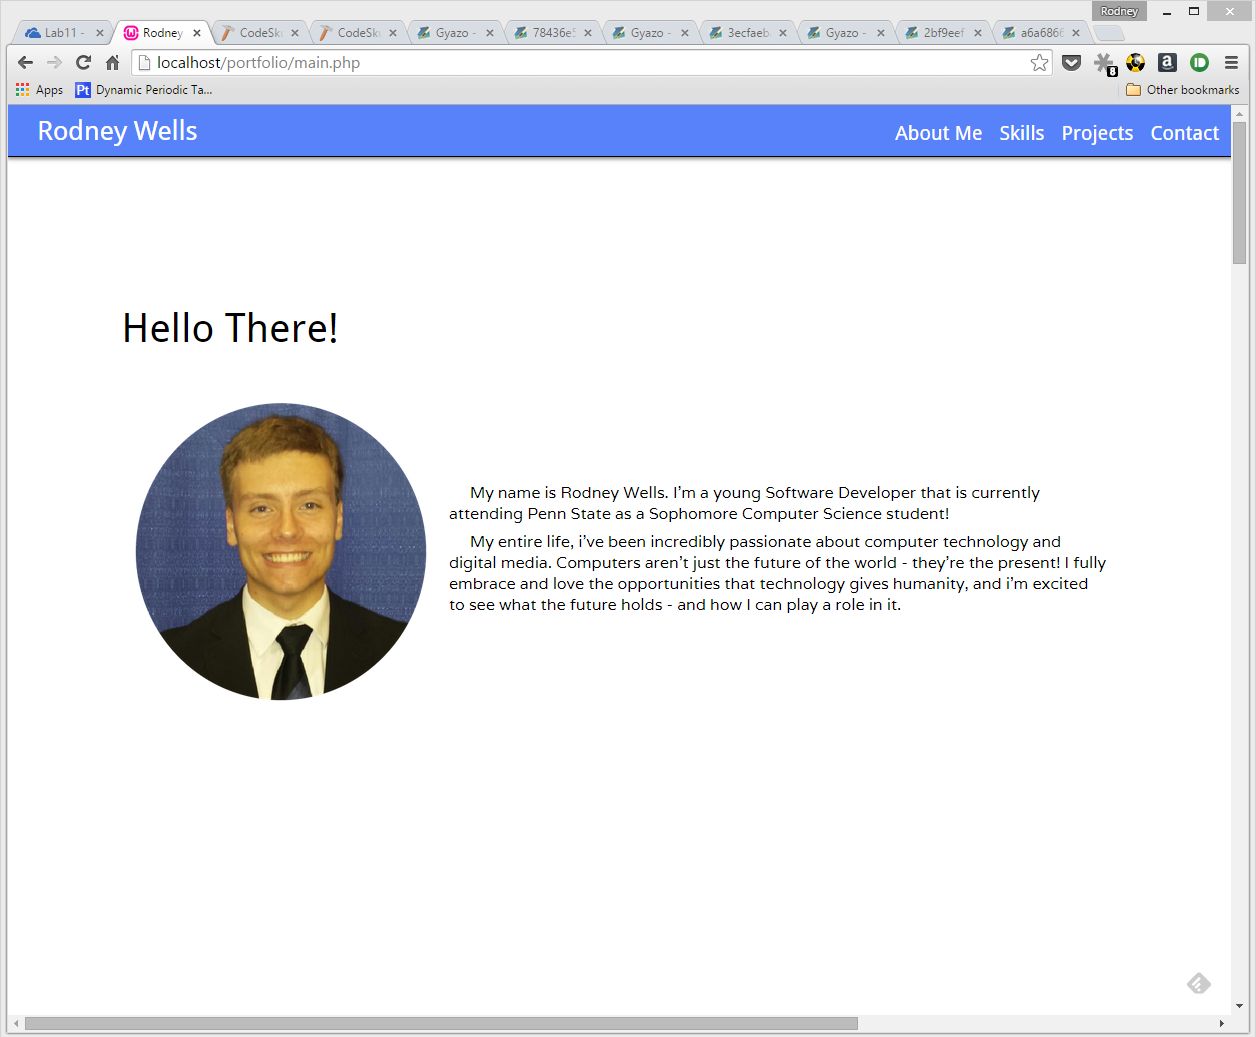 Rodney
Lab11 -
Rodney
CodeSk
CodeSk
Gyazo -
78436e5
Gyazo -
3ecfaeb
Gyazo -
2bf9eef
a6a6866
localhost/portfolio/main.php
8
a
Apps
Pt
Dynamic Periodic Ta...
Other bookmarks
Rodney Wells
About Me
Skills
Projects
Contact
Hello There!
My name is Rodney Wells. I'm a young Software Developer that is currently
attending Penn State as a Sophomore Computer Science student!
My entire life, i've been incredibly passionate about computer technology and
digital media. Computers aren't just the future of the world - they're the present! I fully
embrace and love the opportunities that technology gives humanity, and i'm excited
to see what the future holds - and how I can play a role in it.